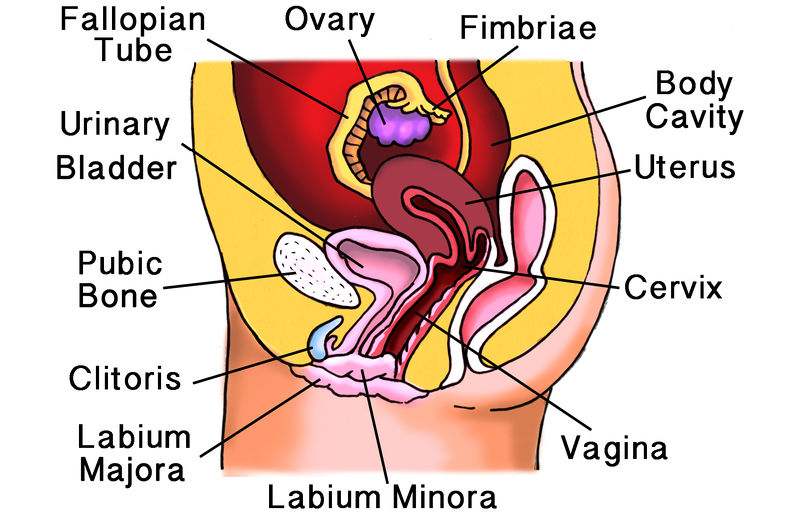 Fallopian
Tube
Ovary
Fimbriae
Body
Cavity
Urinary
Bladder
Uterus
Pubic
Bone
Cervix
Clitoris
Labium
Majora
Vagina
Labium Minora